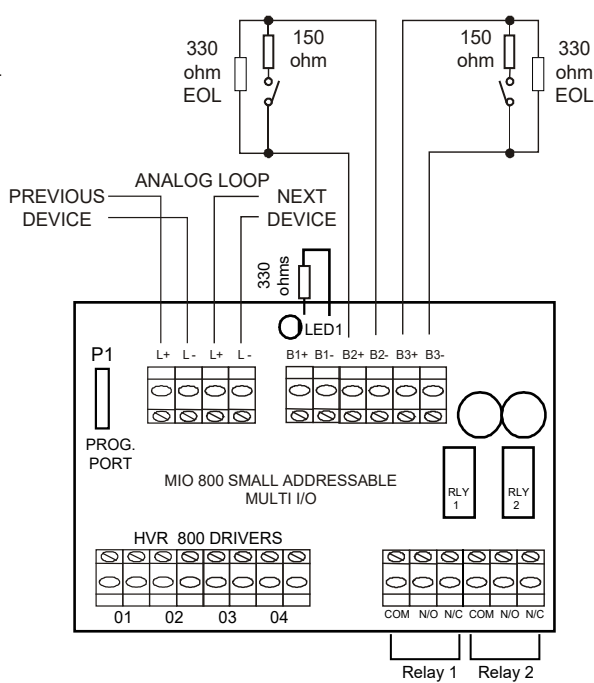 330
ohm
EOL
150
ohm
150
ohm
330
ohm
EOL
ANALOG LOOP
PREVIOUS
DEVICE
NEXT
DEVICE
330
ohms
LED1
P1
L+ L- L+ L-
B1+ B1- B2+ B2- B3+ B3-
PROG.
PORT
MIO 800 SMALL ADDRESSABLE
MULTI I/O
RLY
1
RLY
2
HVR 800 DRIVERS
01 02 03 04
COM N/O N/C COM N/O N/C
Relay 1 Relay 2